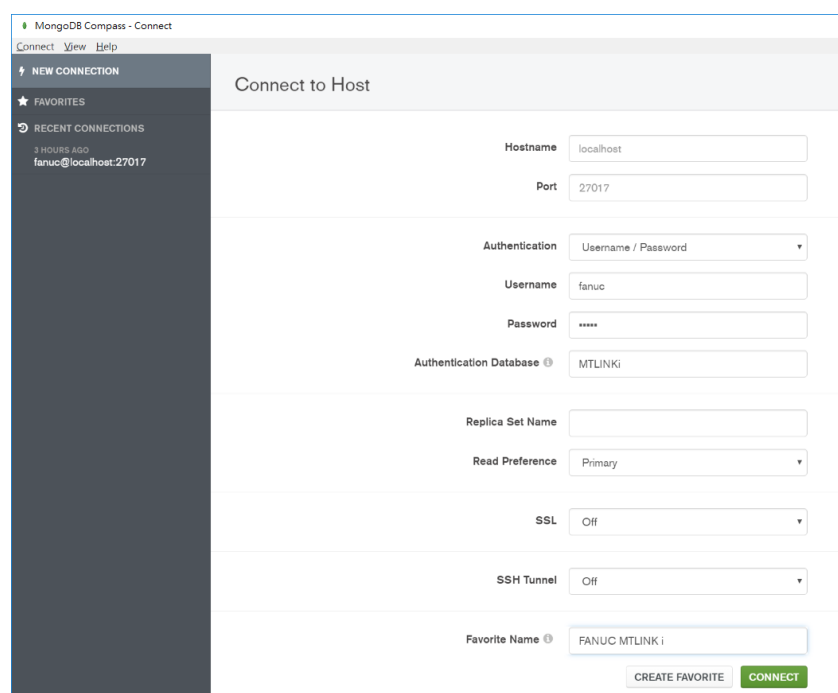 MongoDB Compass - Connect
Connect View Help
NEW CONNECTION
FAVORITES
RECENT CONNECTIONS
3 HOURS AGO
fanuc@localhost:27017
Connect to Host
Hostname localhost
Port 27017
Authentication Username / Password
Username fanuc
Password •••••
Authentication Database MTLINKi
Replica Set Name
Read Preference Primary
SSL Off
SSH Tunnel Off
Favorite Name FANUC MTLINK i
CREATE FAVORITE CONNECT